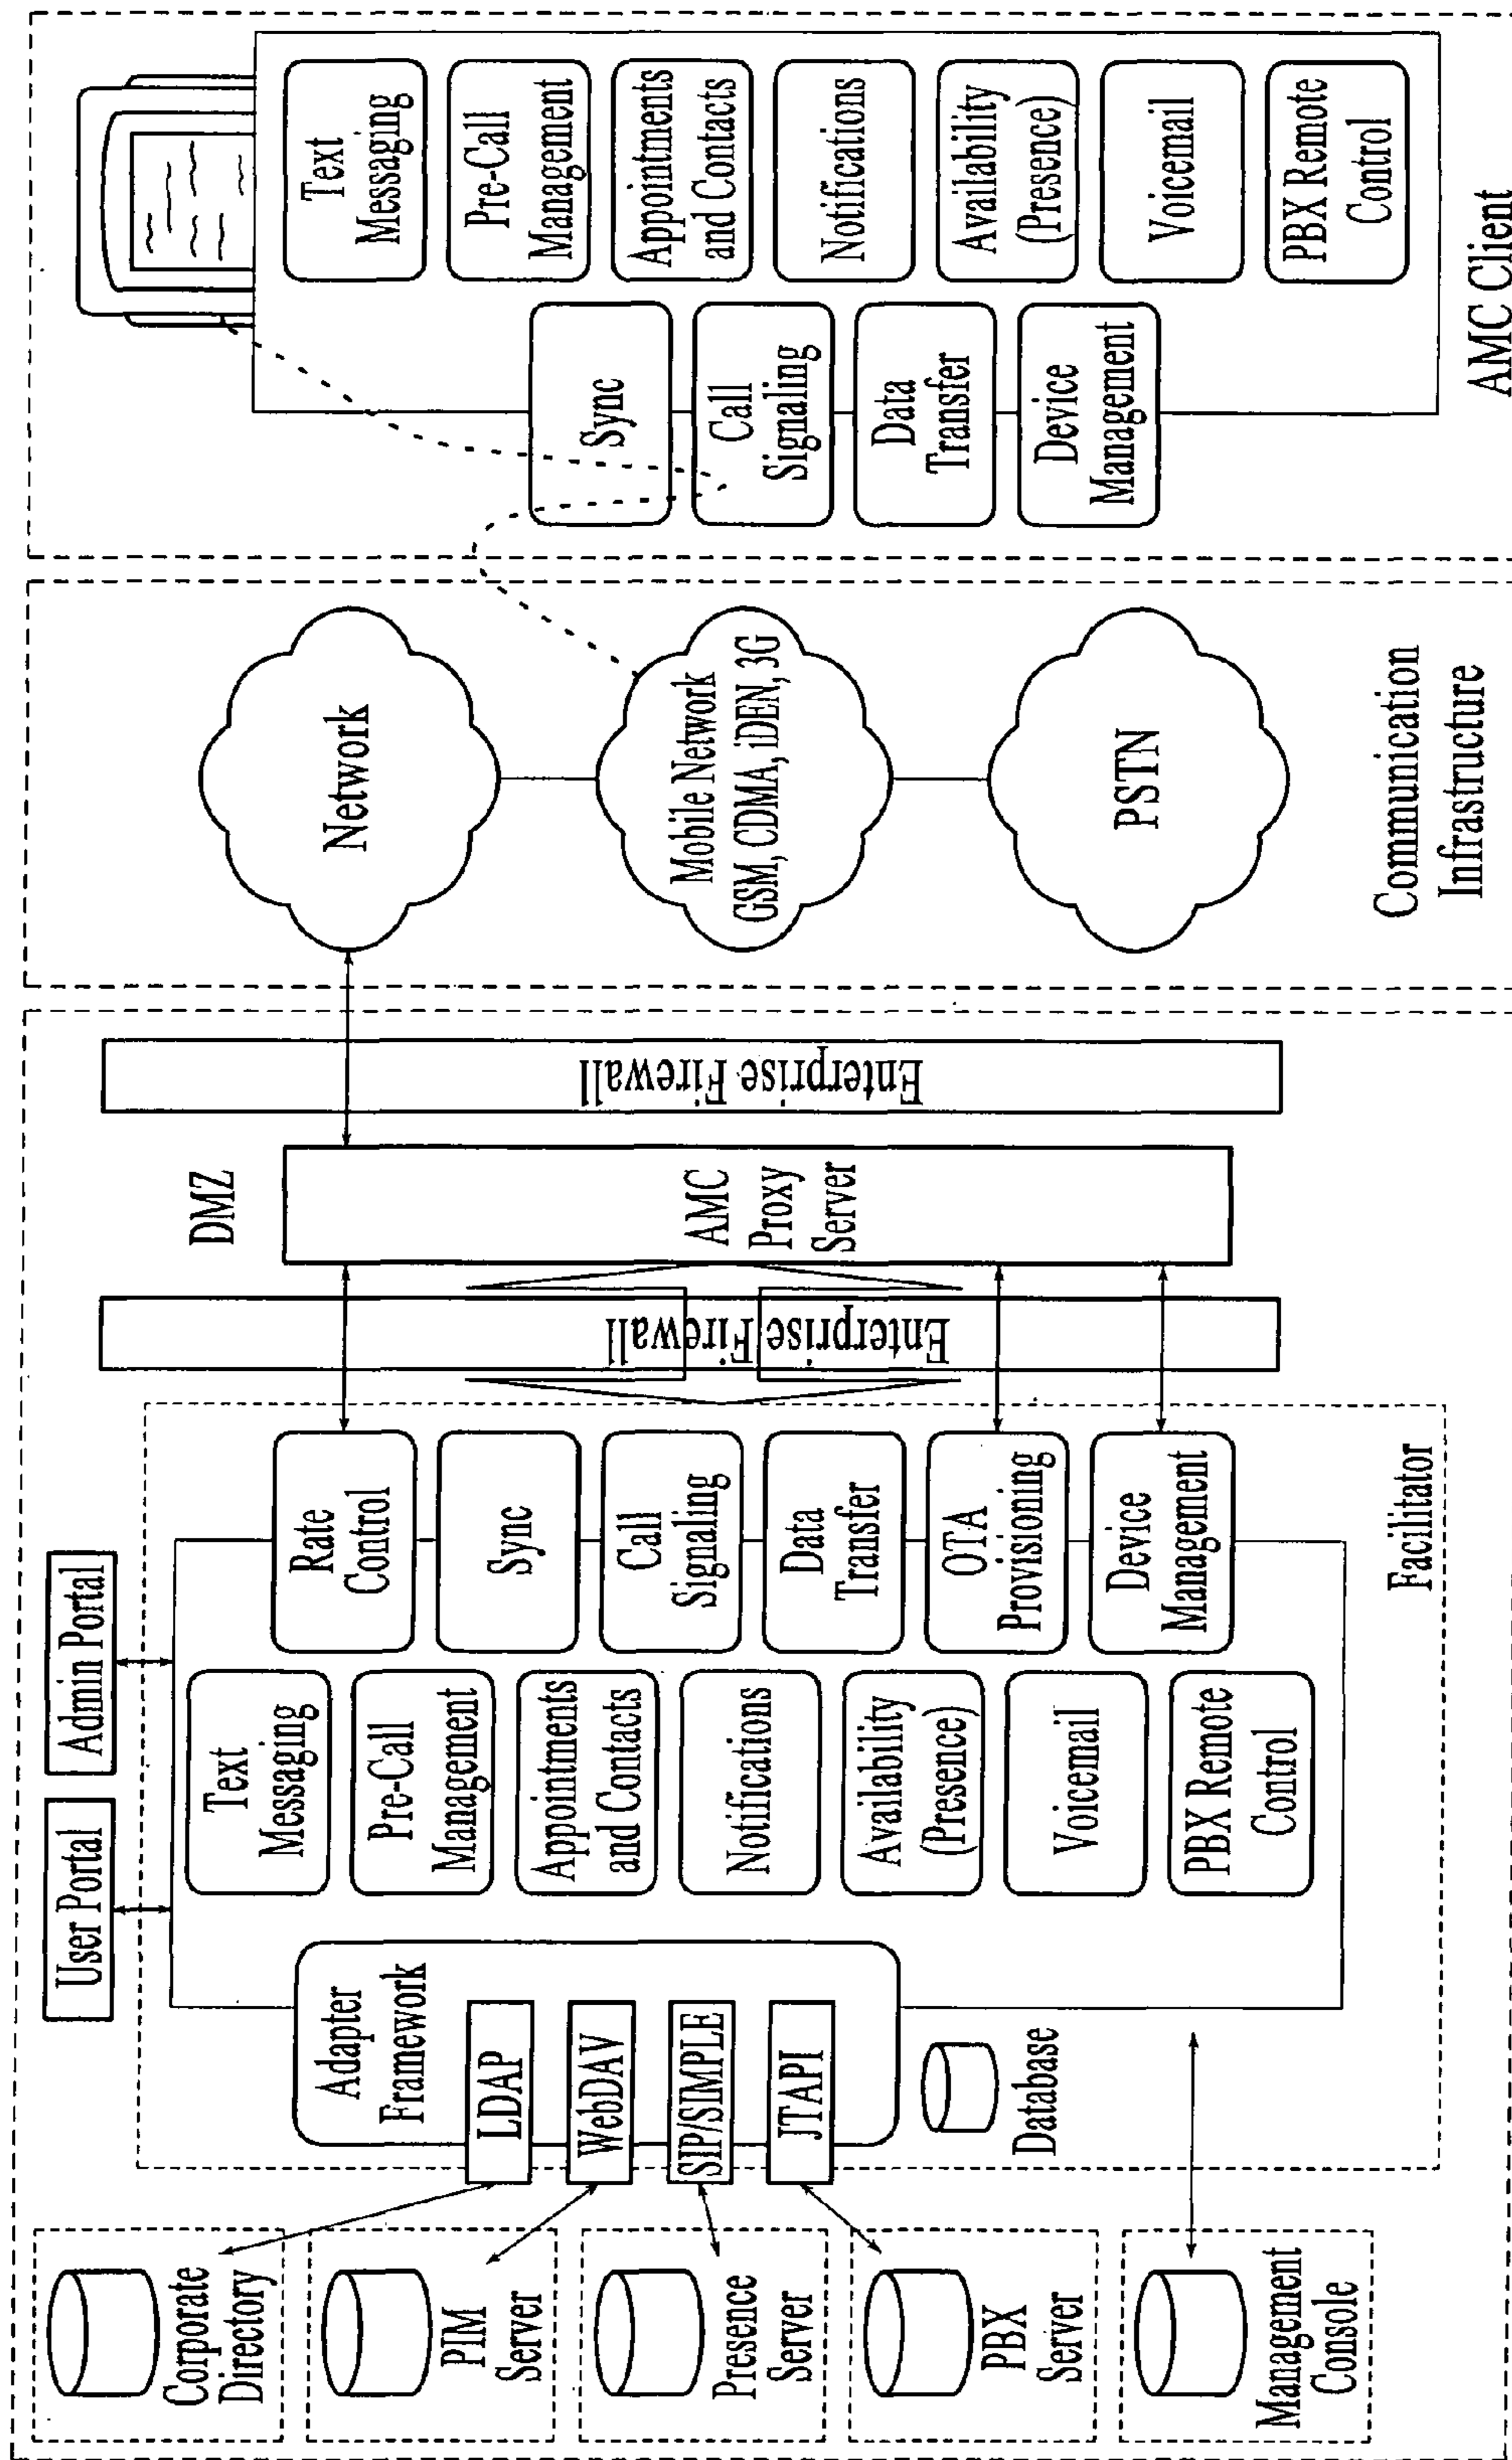 User Portal
Admin Portal
Corporate
Directory
PIM
Server
Presence
Server
PBX
Server
Management
Console
Adapter
Framework
LDAP
WebDAV
SIP/SIMPLE
JTAPI
Database
Text
Messaging
Pre-Call
Management
Appointments
and Contacts
Notifications
Availability
(Presence)
Voicemail
PBX Remote
Control
Rate
Control
Sync
Call
Signaling
Data
Transfer
OTA
Provisioning
Device
Management
Facilitator
Enterprise Firewall
DMZ
AMC
Proxy
Server
Enterprise Firewall
Network
Mobile Network
GSM, CDMA, iDEN, 3G
PSTN
Communication
Infrastructure
Sync
Call
Signaling
Data
Transfer
Device
Management
Text
Messaging
Pre-Call
Management
Appointments
and Contacts
Notifications
Availability
(Presence)
Voicemail
PBX Remote
Control
AMC Client